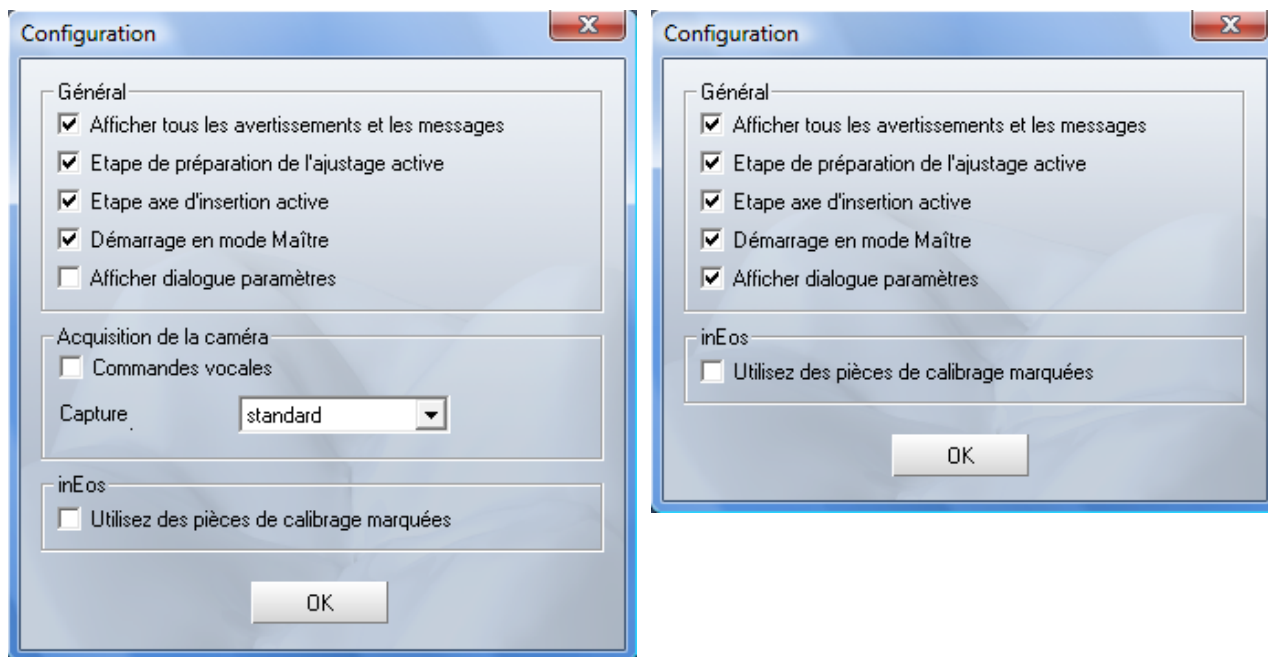 Configuration
Général
Afficher tous les avertissements et les messages
Etape de préparation de l'ajustage active
Etape axe d'insertion active
Démarrage en mode Maître
Afficher dialogue paramètres
Acquisition de la caméra
Commandes vocales
Capture
standard
inEos
Utilisez des pièces de calibrage marquées
OK
Configuration
Général
Afficher tous les avertissements et les messages
Etape de préparation de l'ajustage active
Etape axe d'insertion active
Démarrage en mode Maître
Afficher dialogue paramètres
inEos
Utilisez des pièces de calibrage marquées
OK